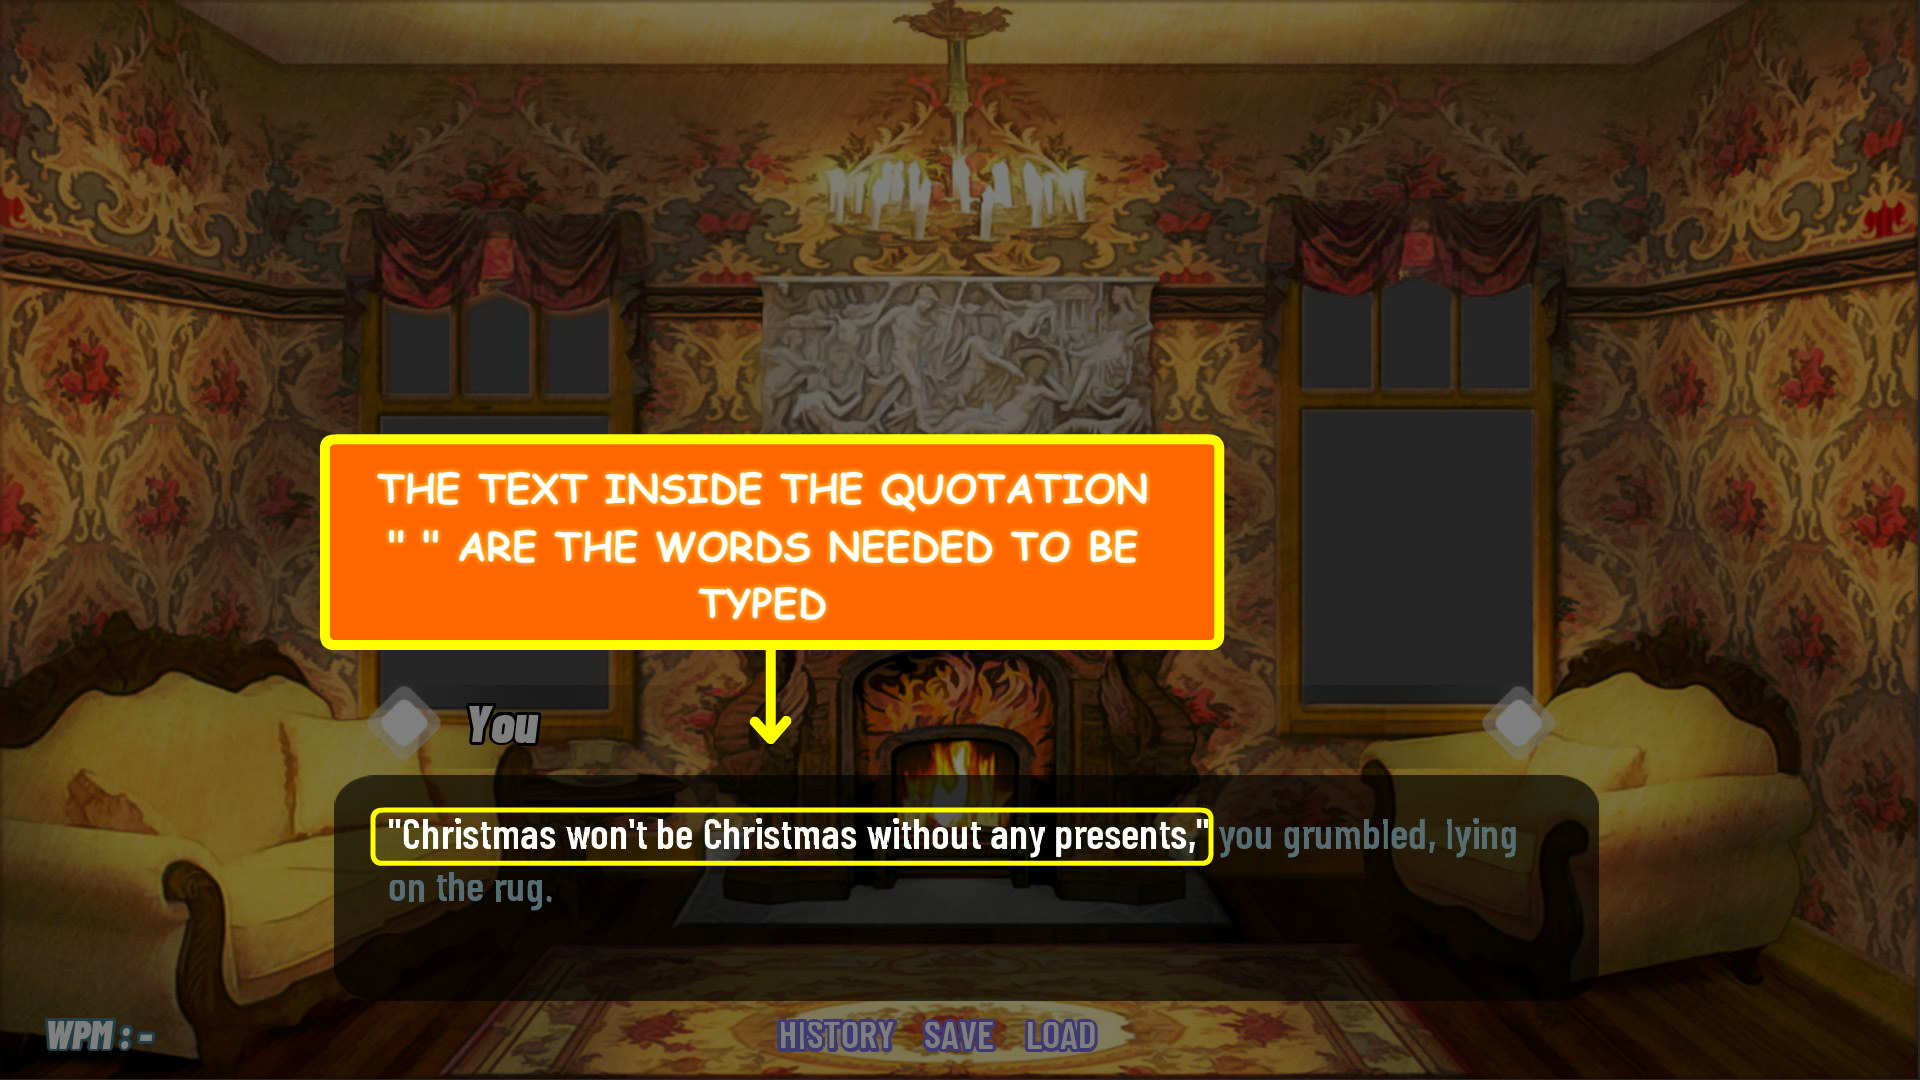 THE TEXT INSIDE THE QUOTATION
" " ARE THE WORDS NEEDED TO BE
TYPED
You
"Christmas won't be Christmas without any presents," you grumbled, lying
on the rug.
WPM : -
HISTORY SAVE LOAD